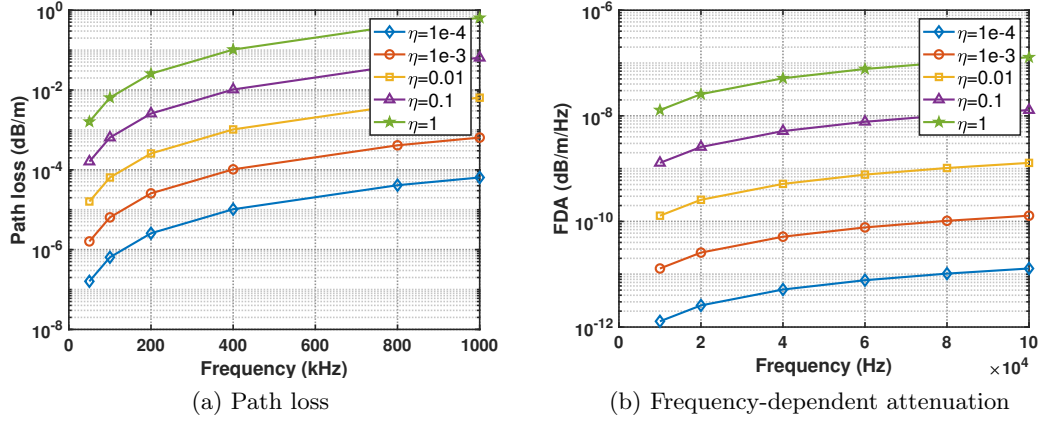 10^0
10^-2
10^-4
10^-6
10^-8
Path loss (dB/m)
0 200 400 600 800 1000
Frequency (kHz)
η=1e-4
η=1e-3
η=0.01
η=0.1
η=1
(a) Path loss
10^-6
10^-8
10^-10
10^-12
FDA (dB/m/Hz)
0 2 4 6 8 10
Frequency (Hz)
×10^4
η=1e-4
η=1e-3
η=0.01
η=0.1
η=1
(b) Frequency-dependent attenuation